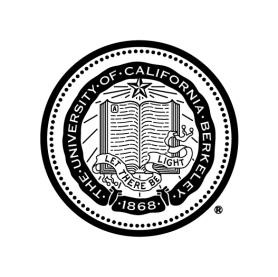 THE · UNIVERSITY · OF · CALIFORNIA · BERKELEY ·
A
LET THERE BE
LIGHT
· 1868 ·
®